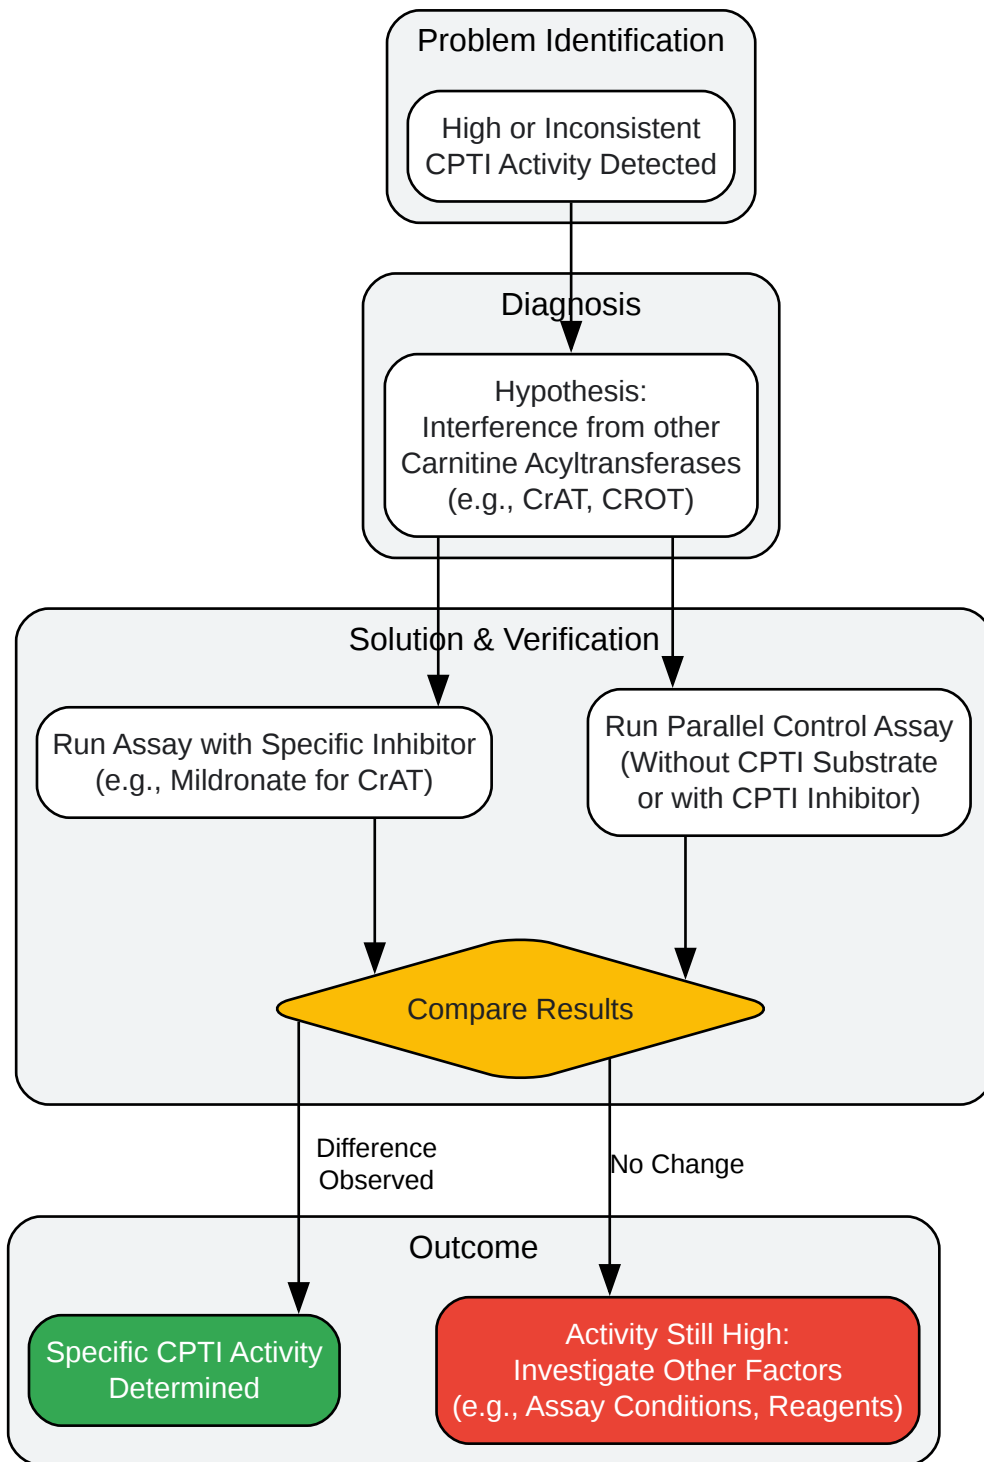 Problem Identification
High or Inconsistent
CPTI Activity Detected
Diagnosis
Hypothesis:
Interference from other
Carnitine Acyltransferases
(e.g., CrAT, CROT)
Solution & Verification
Run Assay with Specific Inhibitor
(e.g., Mildronate for CrAT)
Run Parallel Control Assay
(Without CPTI Substrate
or with CPTI Inhibitor)
Compare Results
Difference
Observed
No Change
Outcome
Specific CPTI Activity
Determined
Activity Still High:
Investigate Other Factors
(e.g., Assay Conditions, Reagents)